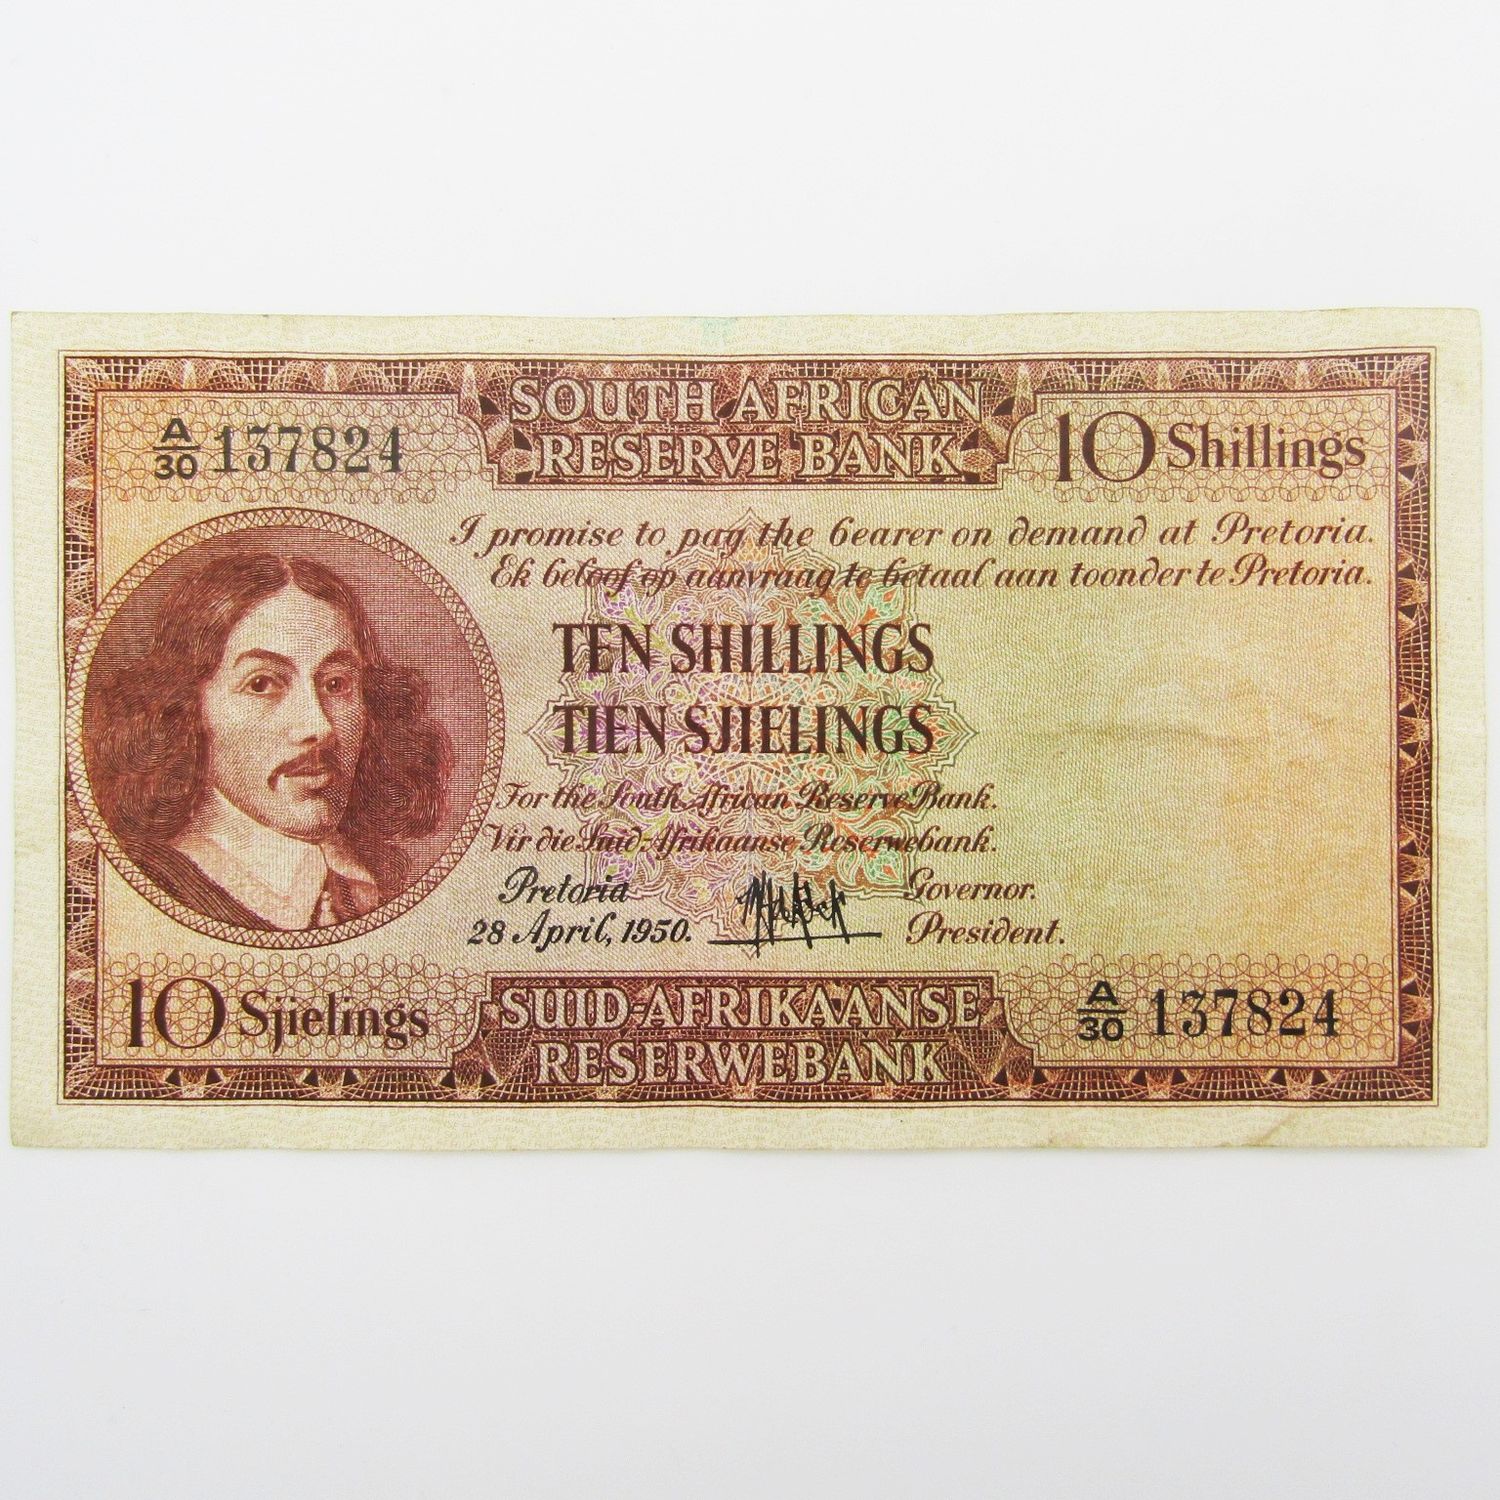 SOUTH AFRICAN
RESERVE BANK
A/30 137824
10 Shillings
I promise to pay the bearer on demand at Pretoria.
Ek beloof op aanvraag te betaal aan toonder te Pretoria.
TEN SHILLINGS
TIEN SJIELINGS
For the South African Reserve Bank.
Vir die Suid-Afrikaanse Reserwebank.
Pretoria
28 April, 1950.
Governor.
President.
10 Sjielings
SUID-AFRIKAANSE
RESERWEBANK
A/30 137824